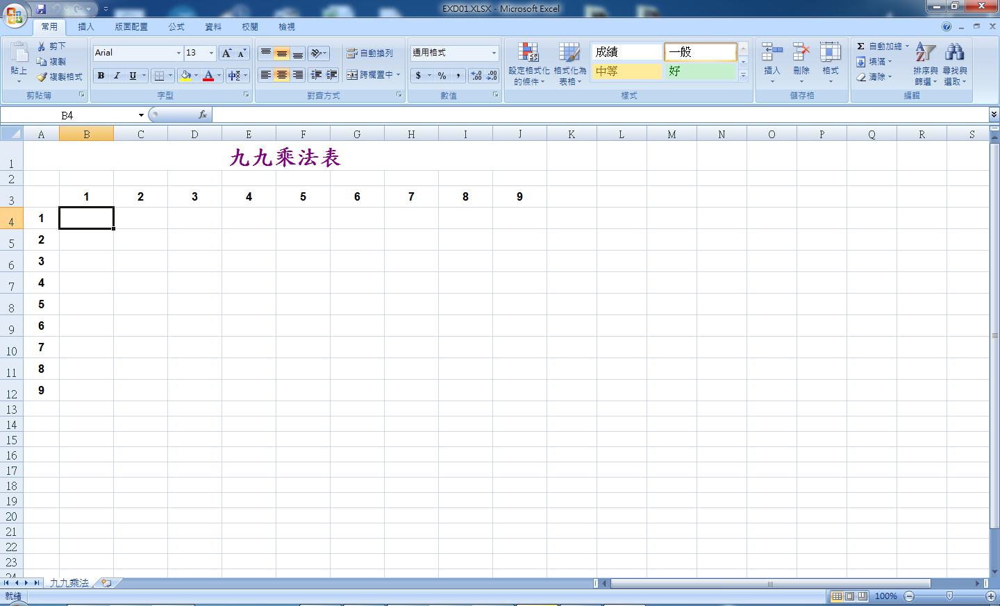 EXD01.XLSX - Microsoft Excel
常用 插入 版面配置 公式 資料 校閱 檢視
貼上 剪下 複製 複製格式 剪貼簿
Arial 13 A A B I U A 中 字型
自動換列 跨欄置中 對齊方式
通用格式 $ % , .0 .00 .00 .0 數值
設定格式化的條件 格式化為表格 成績 一般 中等 好 樣式
插入 刪除 格式 儲存格
Σ 自動加總 填滿 清除 排序與篩選 尋找與選取 編輯
B4 fx
A B C D E F G H I J K L M N O P Q R S
1 九九乘法表
2
3 1 2 3 4 5 6 7 8 9
4 1
5 2
6 3
7 4
8 5
9 6
10 7
11 8
12 9
13
14
15
16
17
18
19
20
21
22
23
24
九九乘法
就緒 100%